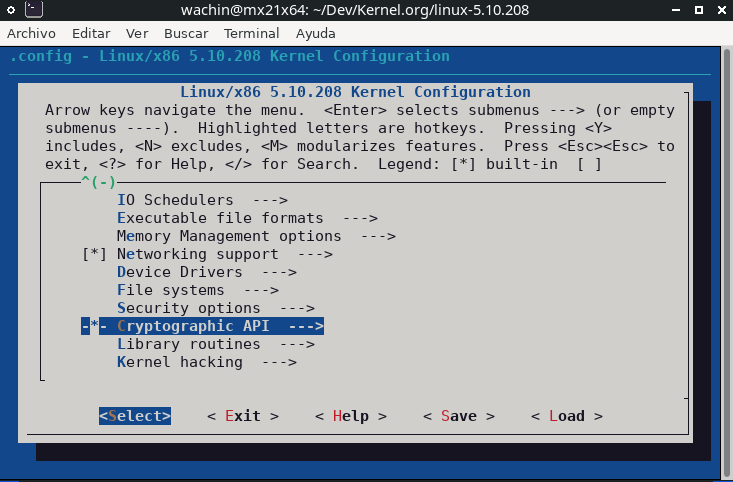 wachin@mx21x64: ~/Dev/Kernel.org/linux-5.10.208
Archivo Editar Ver Buscar Terminal Ayuda
.config - Linux/x86 5.10.208 Kernel Configuration
Linux/x86 5.10.208 Kernel Configuration
Arrow keys navigate the menu.  <Enter> selects submenus ---> (or empty
submenus ----).  Highlighted letters are hotkeys.  Pressing <Y>
includes, <N> excludes, <M> modularizes features.  Press <Esc><Esc> to
exit, <?> for Help, </> for Search.  Legend: [*] built-in  [ ]
^(-)
IO Schedulers  --->
Executable file formats  --->
Memory Management options  --->
[*] Networking support  --->
Device Drivers  --->
File systems  --->
Security options  --->
-*- Cryptographic API  --->
Library routines  --->
Kernel hacking  --->
<Select>    < Exit >    < Help >    < Save >    < Load >